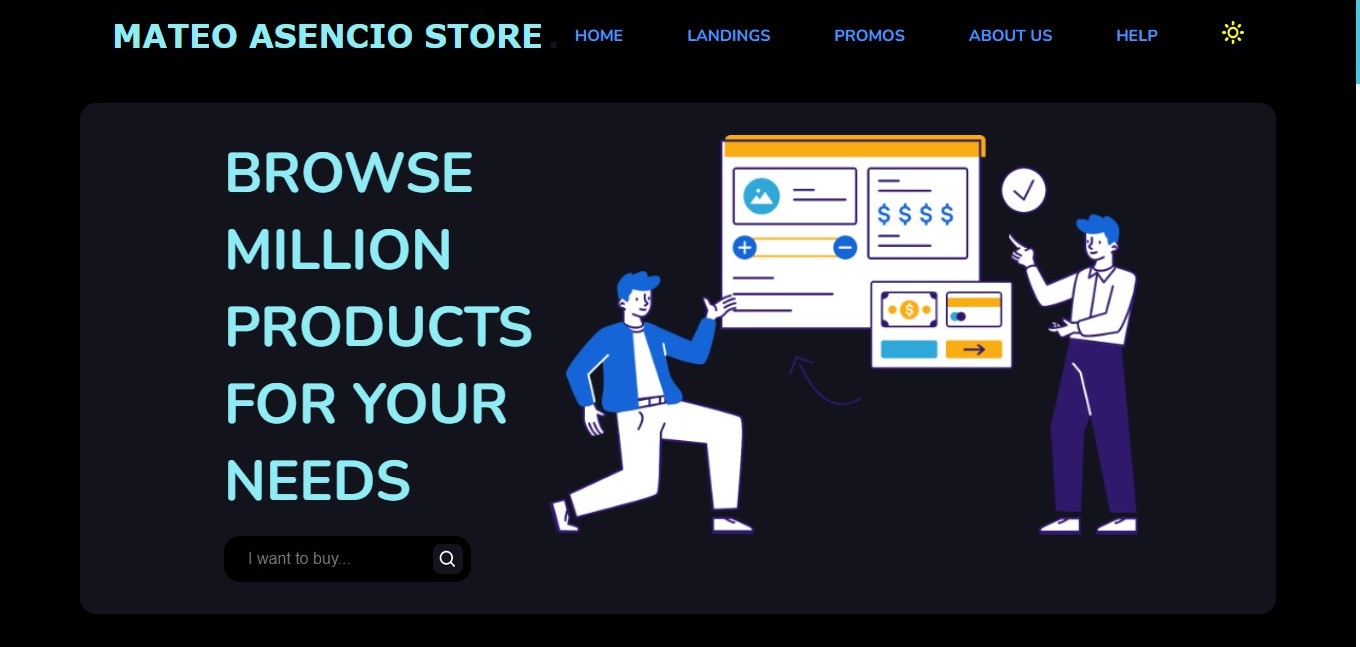 MATEO ASENCIO STORE .
HOME
LANDINGS
PROMOS
ABOUT US
HELP
BROWSE
MILLION
PRODUCTS
FOR YOUR
NEEDS
$ $ $ $
$
I want to buy...